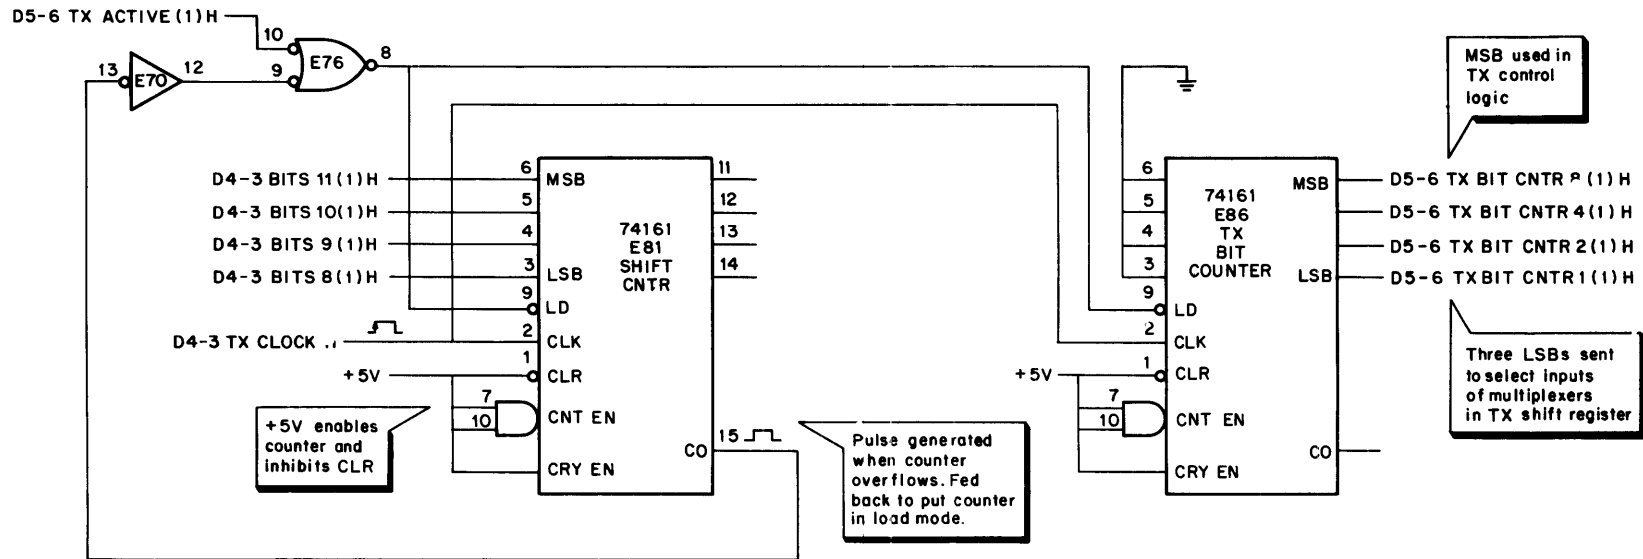 D5-6 TX ACTIVE (1) H
10
E76
8
13
E70
12
9
MSB used in
TX control
logic
D4-3 BITS 11(1) H
6
MSB
11
D4-3 BITS 10(1) H
5
12
D4-3 BITS 9(1) H
4
13
D4-3 BITS 8(1) H
3
LSB
14
74161
E81
SHIFT
CNTR
9
LD
D4-3 TX CLOCK
2
CLK
+5V
1
CLR
7
10
CNT EN
CRY EN
CO
15
+5V enables
counter and
inhibits CLR
Pulse generated
when counter
overflows. Fed
back to put counter
in load mode.
6
5
4
3
74161
E86
TX
BIT
COUNTER
MSB
D5-6 TX BIT CNTR 8 (1) H
D5-6 TX BIT CNTR 4 (1) H
D5-6 TX BIT CNTR 2 (1) H
LSB
D5-6 TX BIT CNTR 1 (1) H
9
LD
2
CLK
+5V
1
CLR
7
10
CNT EN
CRY EN
CO
Three LSBs sent
to select inputs
of multiplexers
in TX shift register